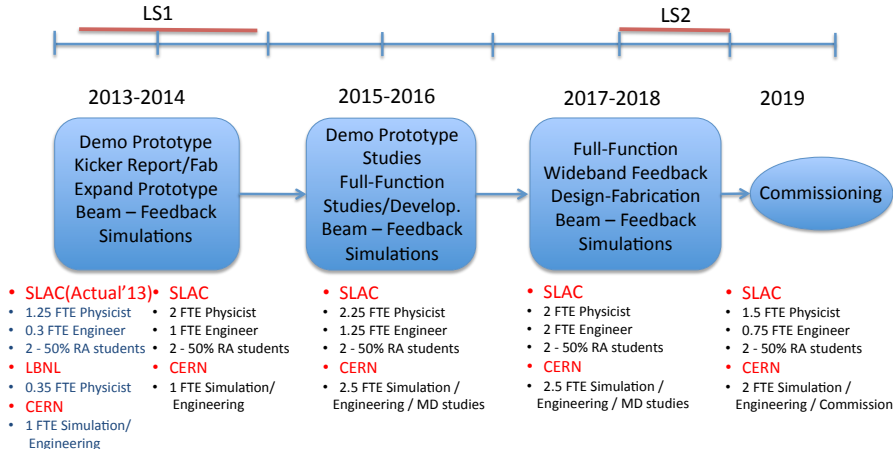 LS1
LS2
2013-2014
2015-2016
2017-2018
2019
Demo Prototype
Kicker Report/Fab
Expand Prototype
Beam – Feedback
Simulations
Demo Prototype
Studies
Full-Function
Studies/Develop.
Beam – Feedback
Simulations
Full-Function
Wideband Feedback
Design-Fabrication
Beam – Feedback
Simulations
Commissioning
• SLAC(Actual'13)
• 1.25 FTE Physicist
• 0.3 FTE Engineer
• 2 - 50% RA students
• LBNL
• 0.35 FTE Physicist
• CERN
• 1 FTE Simulation/
Engineering
• SLAC
• 2 FTE Physicist
• 1 FTE Engineer
• 2 - 50% RA students
• CERN
• 1 FTE Simulation/
Engineering
• SLAC
• 2.25 FTE Physicist
• 1.25 FTE Engineer
• 2 - 50% RA students
• CERN
• 2.5 FTE Simulation /
Engineering / MD studies
• SLAC
• 2 FTE Physicist
• 2 FTE Engineer
• 2 - 50% RA students
• CERN
• 2.5 FTE Simulation /
Engineering / MD studies
• SLAC
• 1.5 FTE Physicist
• 0.75 FTE Engineer
• 2 - 50% RA students
• CERN
• 2 FTE Simulation /
Engineering / Commission